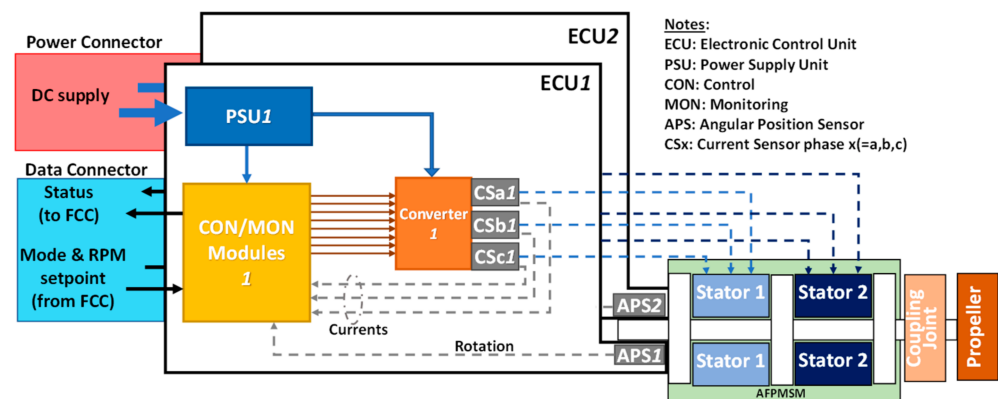 Power Connector
DC supply
Data Connector
Status
(to FCC)
Mode & RPM
setpoint
(from FCC)
ECU2
ECU1
PSU1
CON/MON
Modules
1
Converter
1
CSa1
CSb1
CSc1
Currents
Rotation
APS2
APS1
Notes:
ECU: Electronic Control Unit
PSU: Power Supply Unit
CON: Control
MON: Monitoring
APS: Angular Position Sensor
CSx: Current Sensor phase x(=a,b,c)
Stator 1
Stator 2
Stator 1
Stator 2
AFPMSM
Coupling
Joint
Propeller